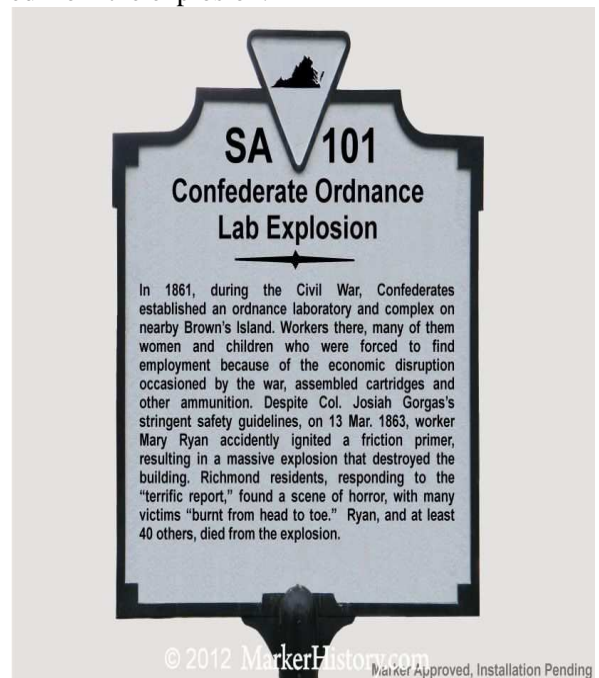 SA 101
Confederate Ordnance
Lab Explosion
In 1861, during the Civil War, Confederates
established an ordnance laboratory and complex on
nearby Brown's Island. Workers there, many of them
women and children who were forced to find
employment because of the economic disruption
occasioned by the war, assembled cartridges and
other ammunition. Despite Col. Josiah Gorgas's
stringent safety guidelines, on 13 Mar. 1863, worker
Mary Ryan accidently ignited a friction primer,
resulting in a massive explosion that destroyed the
building. Richmond residents, responding to the
"terrific report," found a scene of horror, with many
victims "burnt from head to toe." Ryan, and at least
40 others, died from the explosion.
© 2012 MarkerHistory.com
Marker Approved, Installation Pending